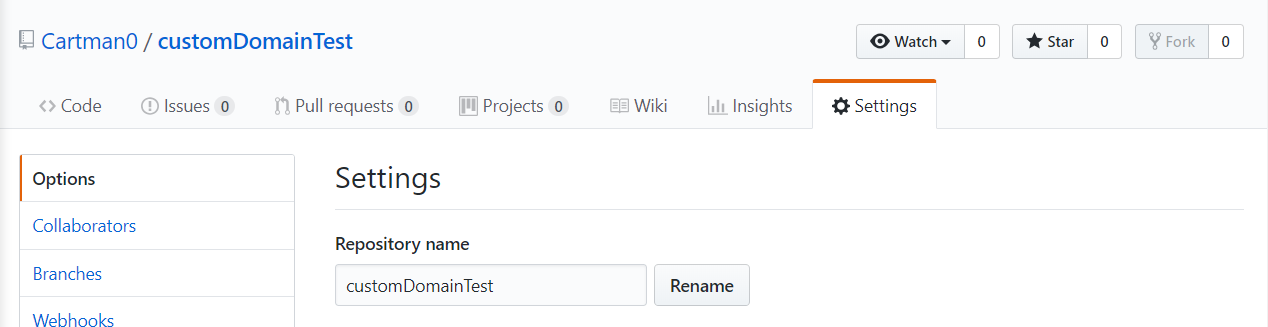 Cartman0 / customDomainTest
Watch 0 Star 0 Fork 0
Code Issues 0 Pull requests 0 Projects 0 Wiki Insights Settings
Options
Collaborators
Branches
Webhooks
Settings
Repository name
customDomainTest Rename